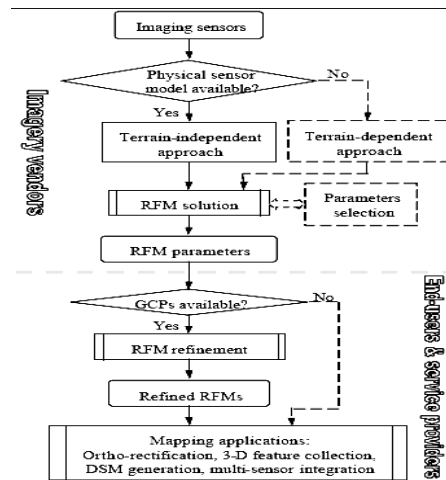 Imaging sensors
Physical sensor
model available?
No
Yes
Terrain-independent
approach
Terrain-dependent
approach
RFM solution
Parameters
selection
RFM parameters
Imagery vendors
GCPs available?
No
Yes
RFM refinement
Refined RFMs
Mapping applications:
Ortho-rectification, 3-D feature collection,
DSM generation, multi-sensor integration
End-users & service providers